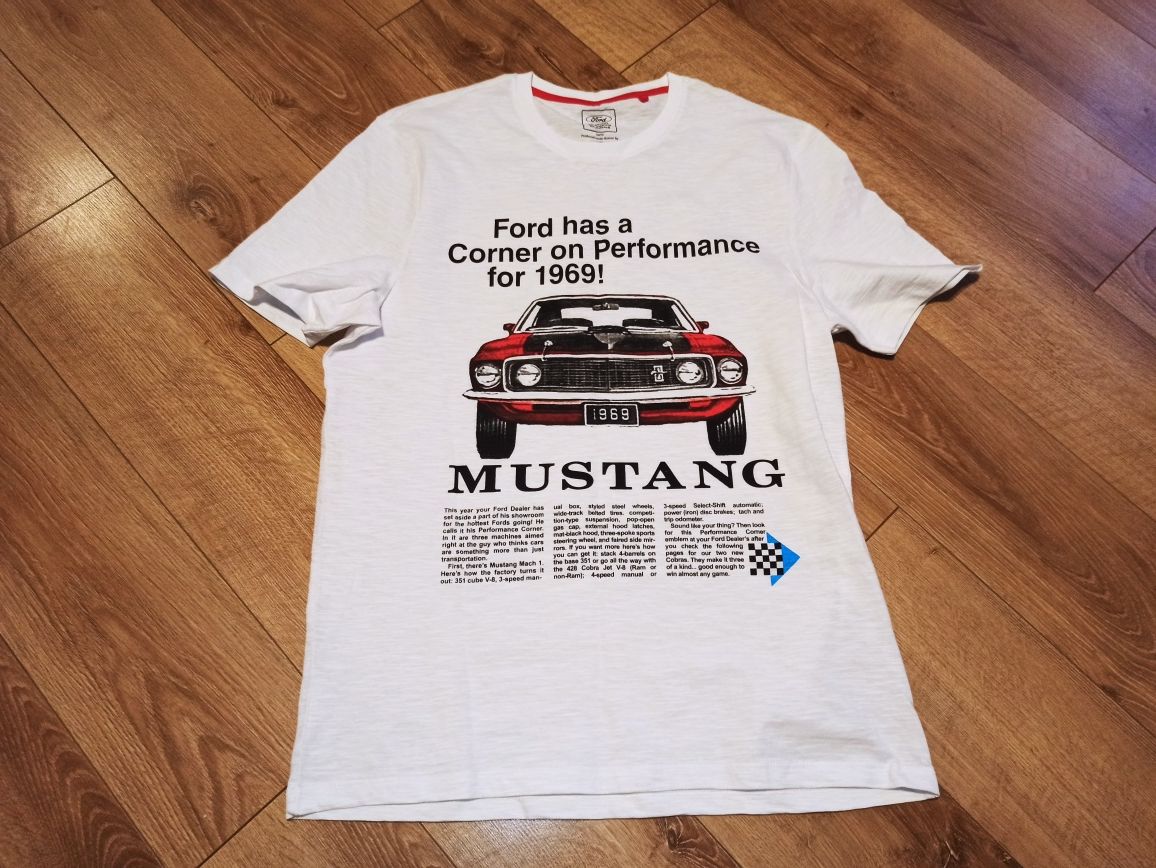 Ford
Ford has a
Corner on Performance
for 1969!
1969
MUSTANG
This year your Ford Dealer has
set aside a part of his showroom
for the hottest Fords going! He
calls it his Performance Corner.
In it are three machines aimed
right at the guy who thinks cars
are something more than just
transportation.
First, there's Mustang Mach 1.
Here's how the factory turns it
out: 351 cube V-8, 3-speed man-
ual box, styled steel wheels,
wide-track belted tires. competi-
tion-type suspension, pop-open
gas cap, external hood latches,
mat-black hood, three-spoke sports
steering wheel, and faired side mir-
rors. If you want more here's how
you can get it: stack 4-barrels on
the base 351 or go all the way with
the 428 Cobra Jet V-8 (Ram or
non-Ram); 4-speed manual or
3-speed Select-Shift automatic;
power (iron) disc brakes; tach and
trip odometer.
Sound like your thing? Then look
for this Performance Corner
emblem at your Ford Dealer's after
you check the following
pages for our two new
Cobras. They make it three
of a kind... good enough to
win almost any game.